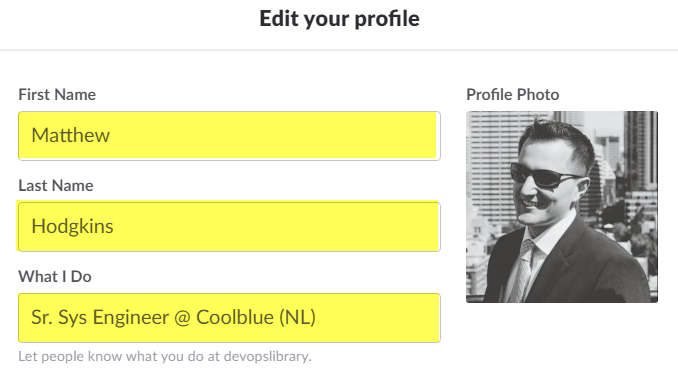 Edit your profile
First Name
Profile Photo
Matthew
Last Name
Hodgkins
What I Do
Sr. Sys Engineer @ Coolblue (NL)
Let people know what you do at devopslibrary.